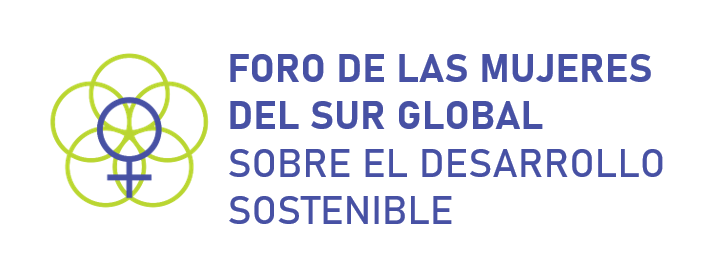 FORO DE LAS MUJERES
DEL SUR GLOBAL
SOBRE EL DESARROLLO
SOSTENIBLE